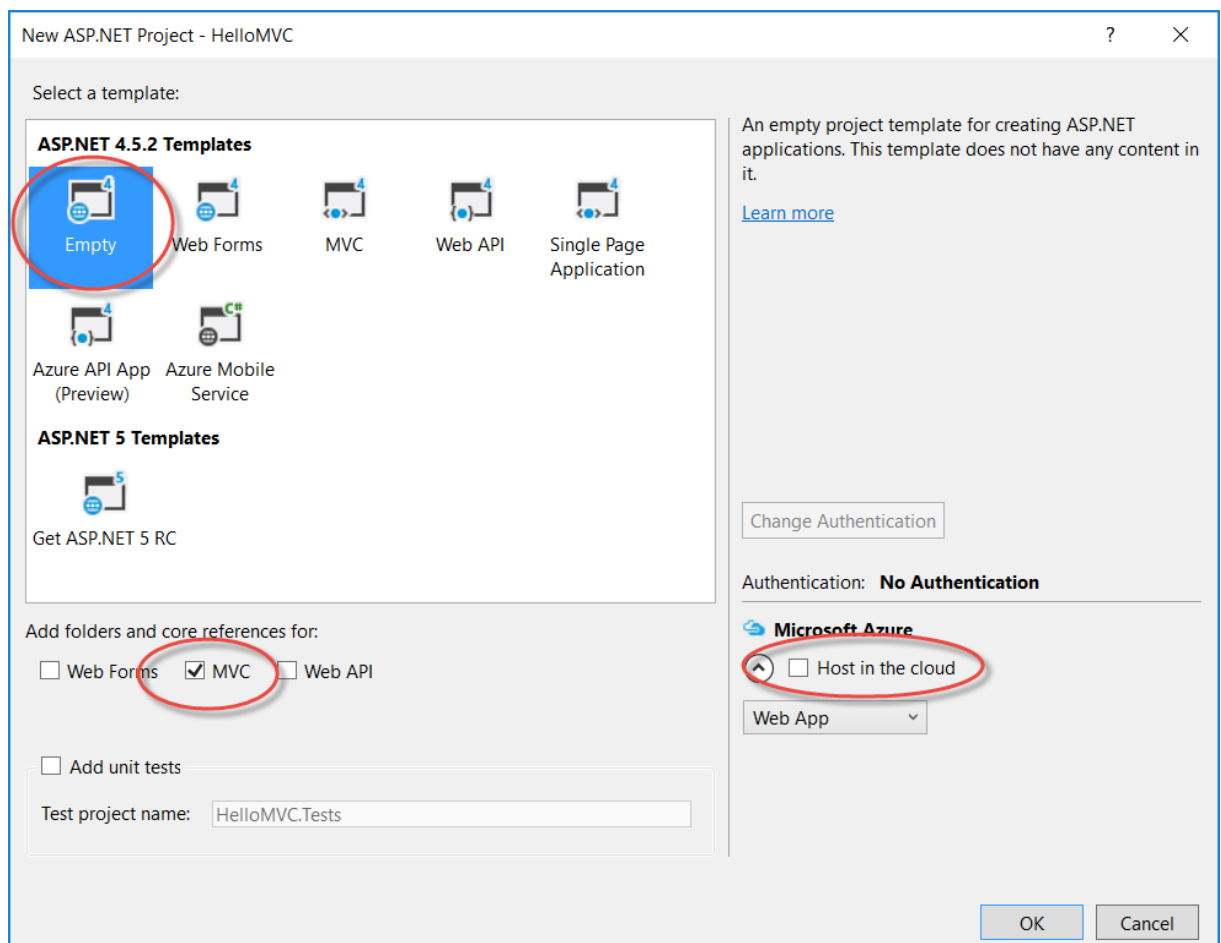 New ASP.NET Project - HelloMVC
?
Select a template:
ASP.NET 4.5.2 Templates
4
4
4
4
4
Empty
Web Forms
MVC
Web API
Single Page
Application
4
C#
Azure API App
(Preview)
Azure Mobile
Service
ASP.NET 5 Templates
5
Get ASP.NET 5 RC
Add folders and core references for:
Web Forms
MVC
Web API
Add unit tests
Test project name:
HelloMVC.Tests
An empty project template for creating ASP.NET
applications. This template does not have any content in
it.
Learn more
Change Authentication
Authentication: No Authentication
Microsoft Azure
Host in the cloud
Web App
OK
Cancel